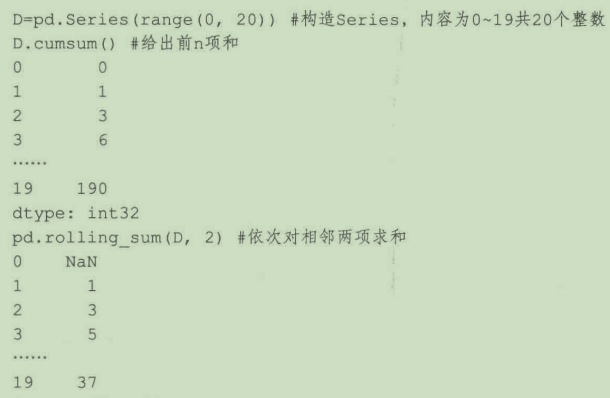 D=pd.Series(range(0, 20)) #构造Series，内容为0~19共20个整数
D.cumsum() #给出前n项和
0 0
1 1
2 3
3 6
……
19 190
dtype: int32
pd.rolling_sum(D, 2) #依次对相邻两项求和
0 NaN
1 1
2 3
3 5
……
19 37